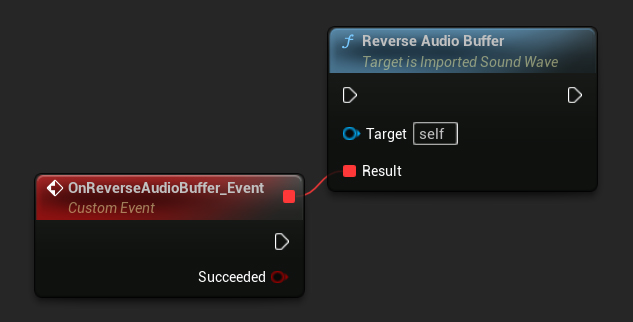 Reverse Audio Buffer
Target is Imported Sound Wave
Target self
Result
OnReverseAudioBuffer_Event
Custom Event
Succeeded